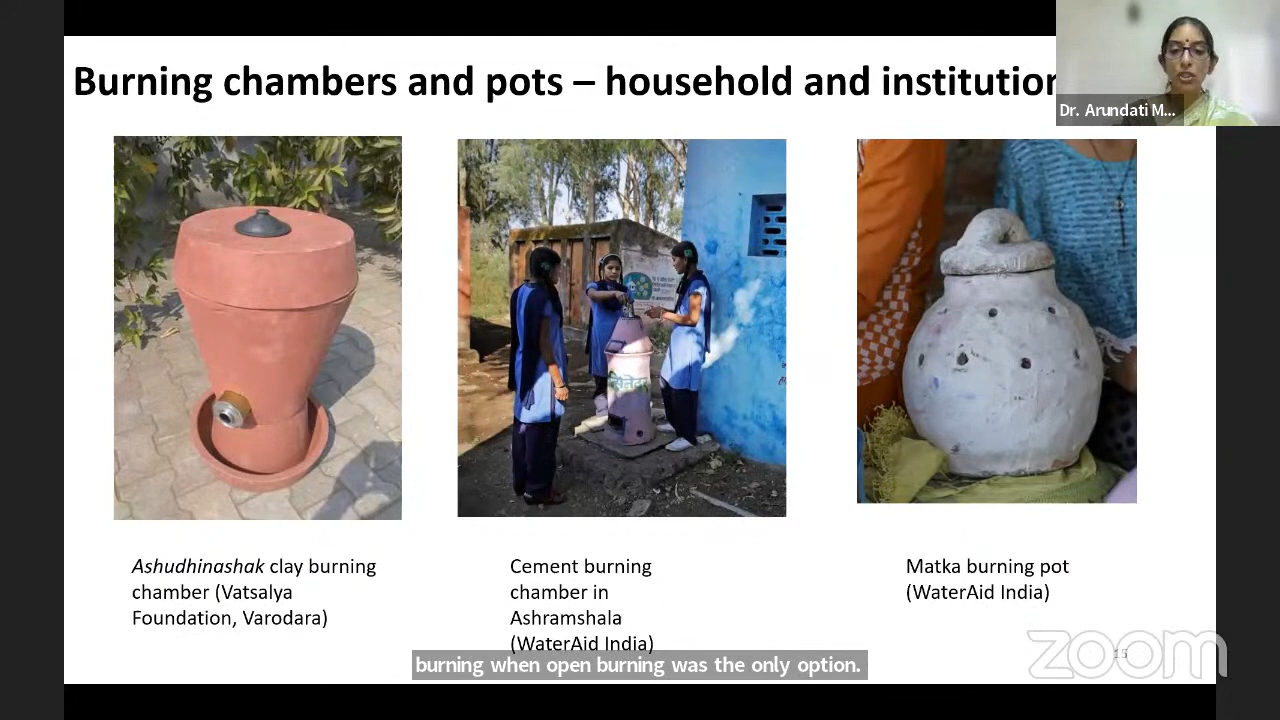 Burning chambers and pots – household and institution
Dr. Arundati M...
Ashudhinashak clay burning
chamber (Vatsalya
Foundation, Varodara)
Cement burning
chamber in
Ashramshala
(WaterAid India)
Matka burning pot
(WaterAid India)
burning when open burning was the only option.
zoom
15